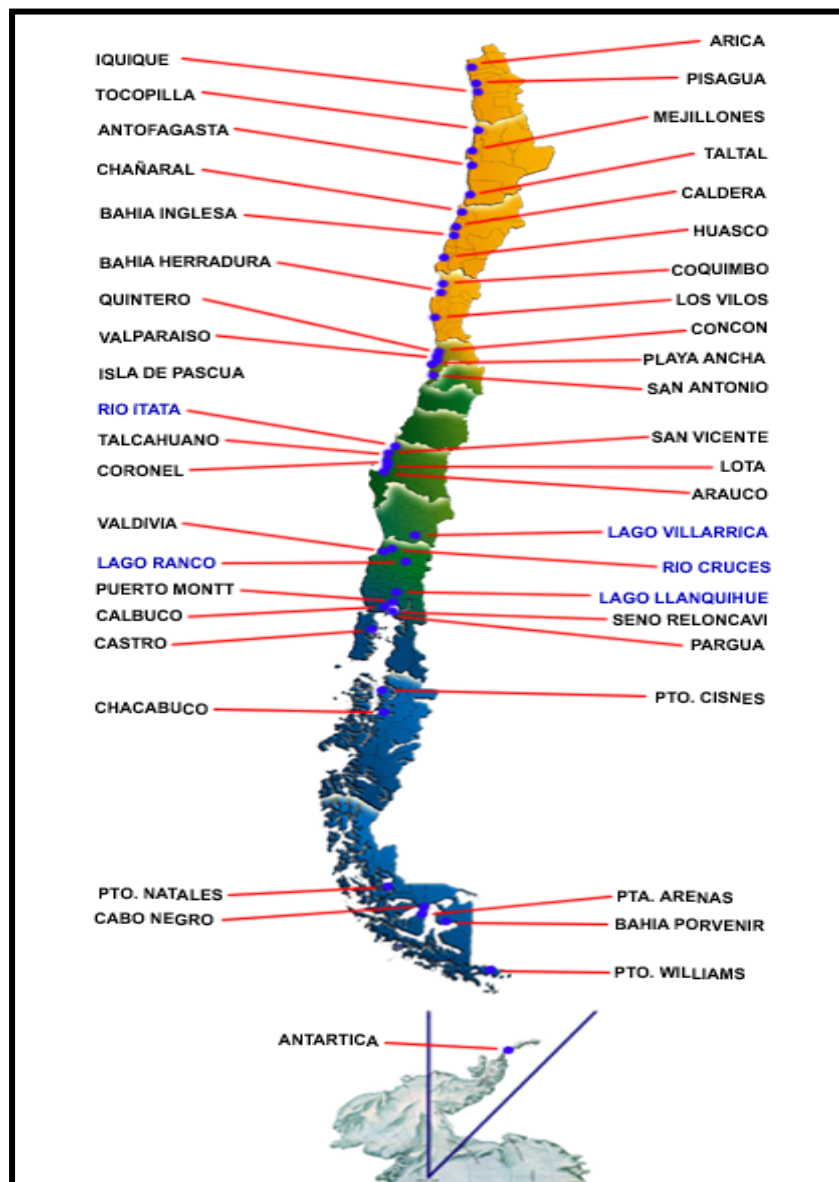 ARICA
IQUIQUE
PISAGUA
TOCOPILLA
MEJILLONES
ANTOFAGASTA
TALTAL
CHAÑARAL
CALDERA
BAHIA INGLESA
HUASCO
BAHIA HERRADURA
COQUIMBO
QUINTERO
LOS VILOS
CONCON
VALPARAISO
PLAYA ANCHA
ISLA DE PASCUA
SAN ANTONIO
RIO ITATA
TALCAHUANO
SAN VICENTE
CORONEL
LOTA
ARAUCO
VALDIVIA
LAGO VILLARRICA
LAGO RANCO
RIO CRUCES
PUERTO MONTT
LAGO LLANQUIHUE
CALBUCO
SENO RELONCAVI
CASTRO
PARGUA
PTO. CISNES
CHACABUCO
PTO. NATALES
PTA. ARENAS
CABO NEGRO
BAHIA PORVENIR
PTO. WILLIAMS
ANTARTICA